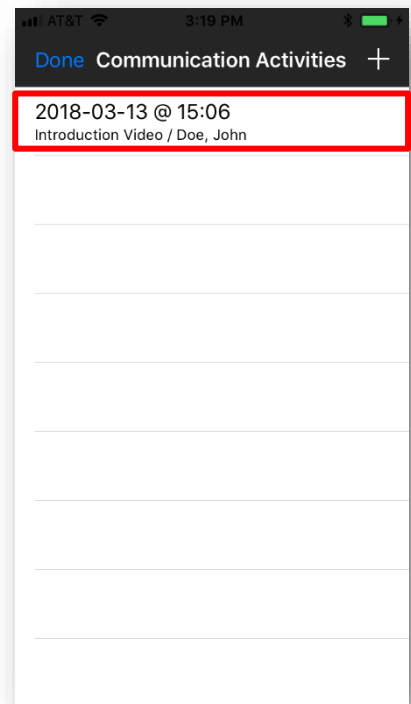 AT&T 3:19 PM
Done Communication Activities +
2018-03-13 @ 15:06
Introduction Video / Doe, John